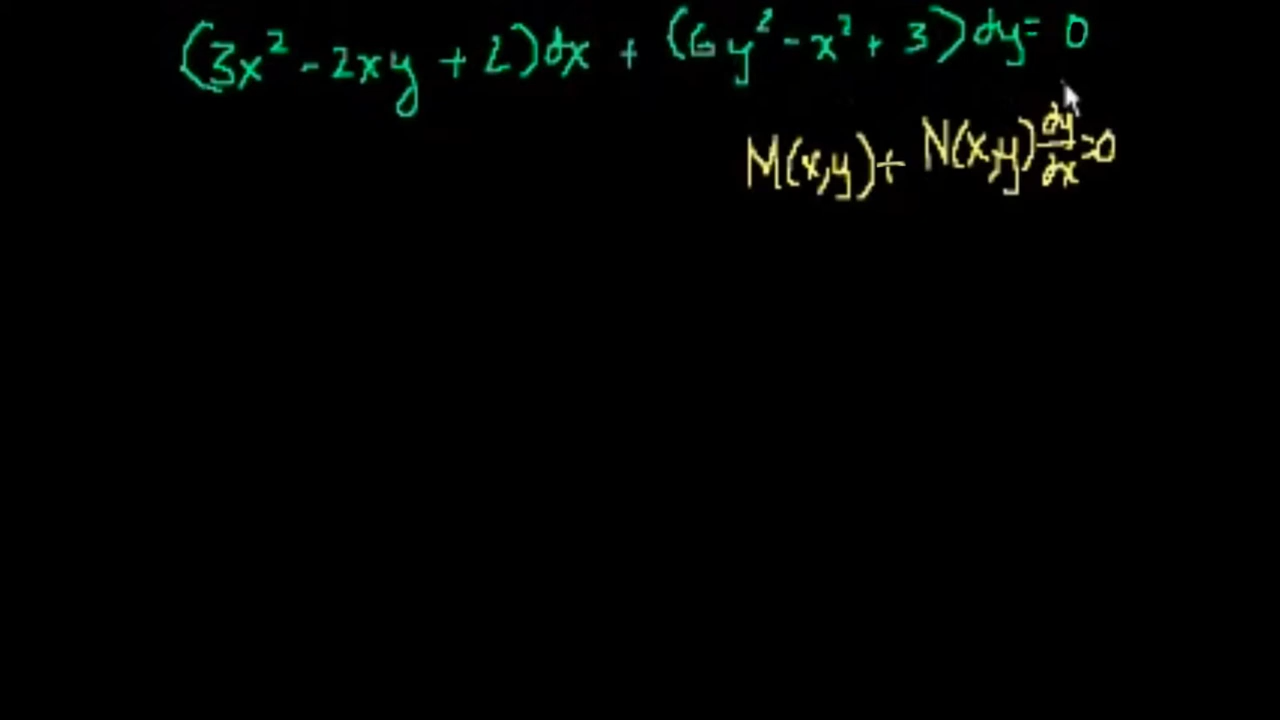 (3x² - 2xy + 2)dx + (6y² - x² + 3)dy = 0
M(x,y) + N(x,y) dy/dx = 0